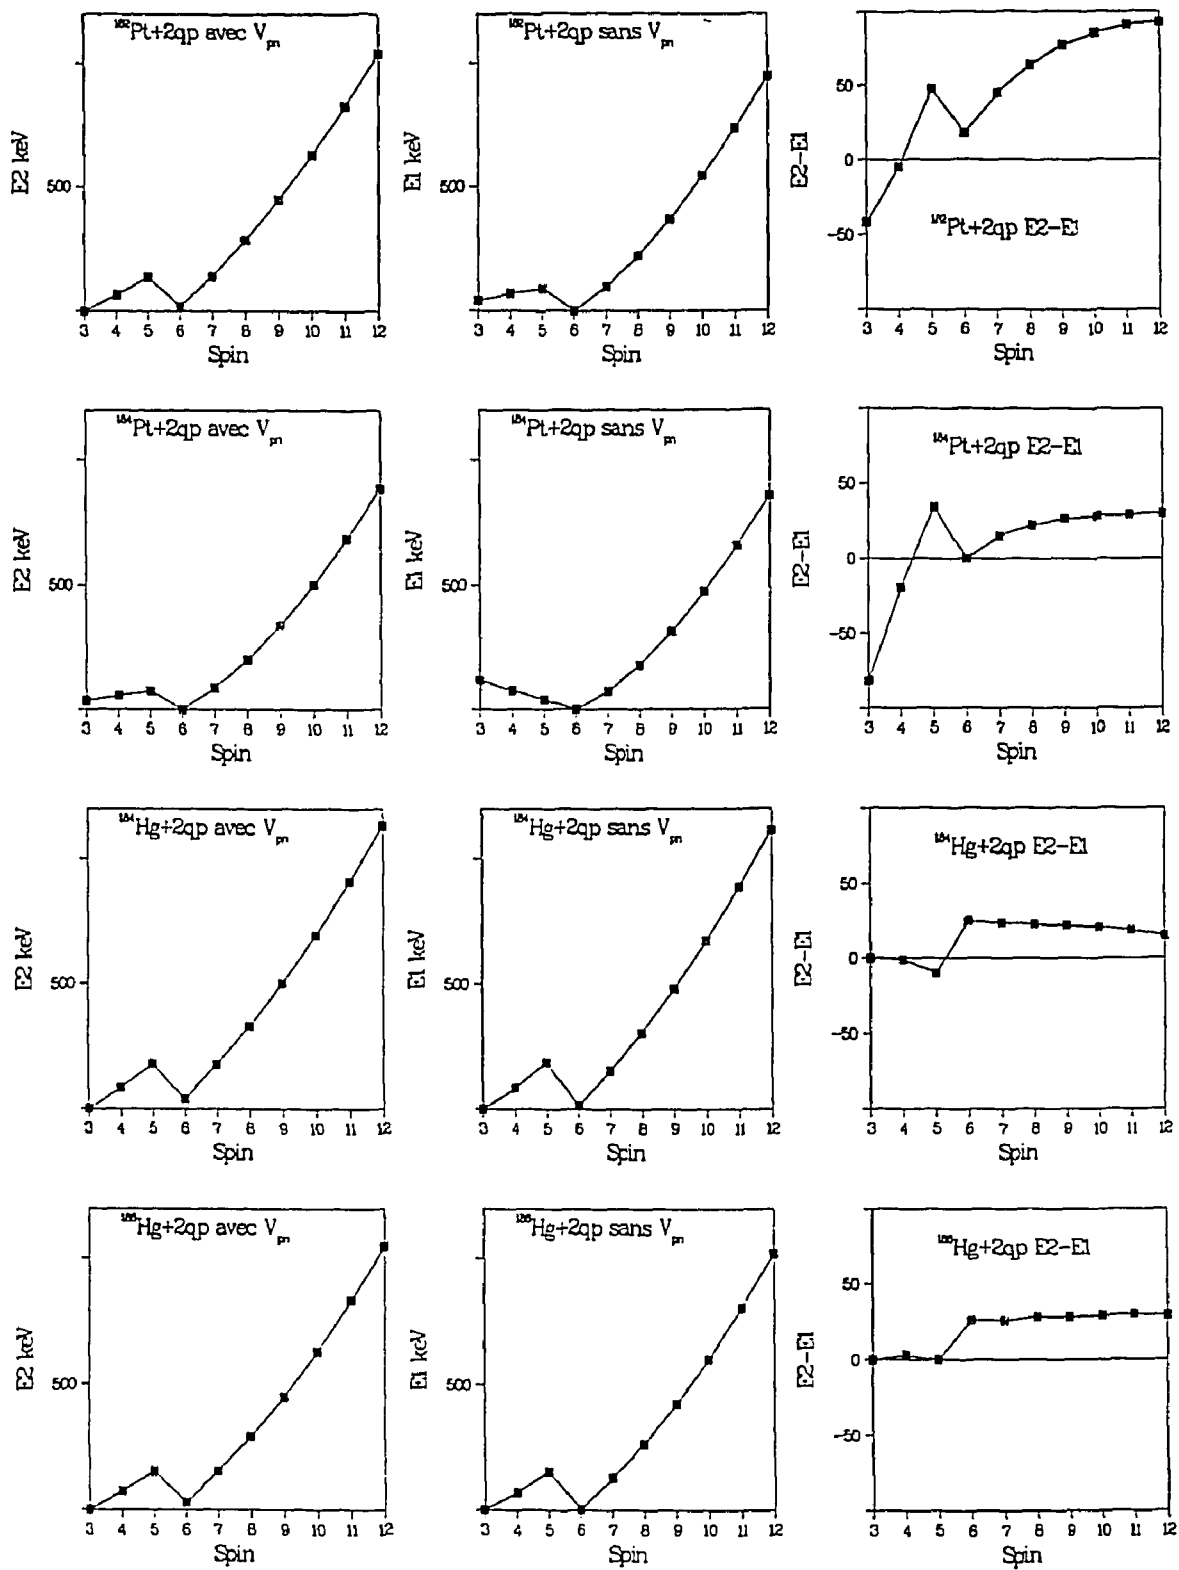 ¹⁸²Pt+2qp avec Vpn
E2 keV
500
3 4 5 6 7 8 9 10 11 12
Spin
¹⁸²Pt+2qp sans Vpn
E1 keV
500
3 4 5 6 7 8 9 10 11 12
Spin
50
0
-50
E2-E1
¹⁸²Pt+2qp E2-E1
3 4 5 6 7 8 9 10 11 12
Spin
¹⁸⁴Pt+2qp avec Vpn
E2 keV
500
3 4 5 6 7 8 9 10 11 12
Spin
¹⁸⁴Pt+2qp sans Vpn
E1 keV
500
3 4 5 6 7 8 9 10 11 12
Spin
¹⁸⁴Pt+2qp E2-E1
50
0
-50
E2-E1
3 4 5 6 7 8 9 10 11 12
Spin
¹⁸⁴Hg+2qp avec Vpn
E2 keV
500
3 4 5 6 7 8 9 10 11 12
Spin
¹⁸⁴Hg+2qp sans Vpn
E1 keV
500
3 4 5 6 7 8 9 10 11 12
Spin
¹⁸⁴Hg+2qp E2-E1
50
0
-50
E2-E1
3 4 5 6 7 8 9 10 11 12
Spin
¹⁸⁶Hg+2qp avec Vpn
E2 keV
500
3 4 5 6 7 8 9 10 11 12
Spin
¹⁸⁶Hg+2qp sans Vpn
E1 keV
500
3 4 5 6 7 8 9 10 11 12
Spin
¹⁸⁶Hg+2qp E2-E1
50
0
-50
E2-E1
3 4 5 6 7 8 9 10 11 12
Spin